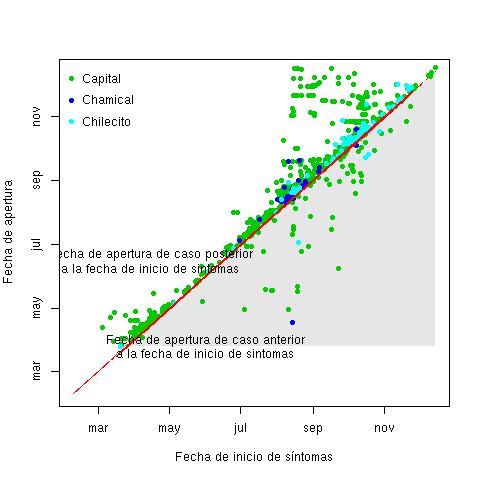 Capital
Chamical
Chilecito
echa de apertura de caso posterior
a la fecha de inicio de síntomas
Fecha de apertura de caso anterior
a la fecha de inicio de sintomas
Fecha de apertura
mar
may
jul
sep
nov
mar
may
jul
sep
nov
Fecha de inicio de síntomas